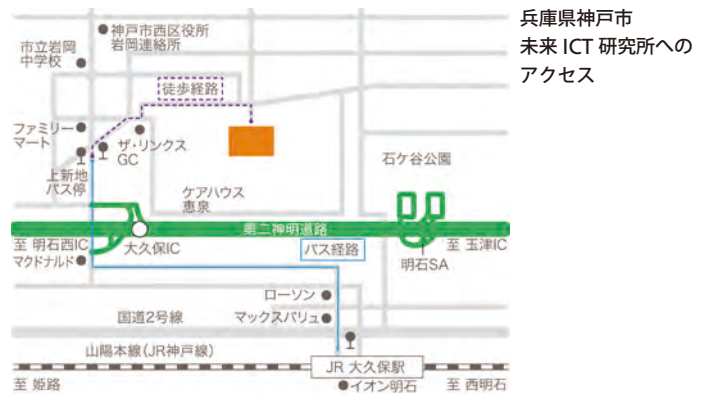 兵庫県神戸市
未来 ICT 研究所への
アクセス
神戸市西区役所
岩岡連絡所
市立岩岡
中学校
徒歩経路
ファミリー
マート
ザ・リンクス
GC
上新地
バス停
石ケ谷公園
ケアハウス
恵泉
第二神明道路
至 明石西IC
大久保IC
バス経路
至 玉津IC
マクドナルド
明石SA
ローソン
国道2号線
マックスバリュ
山陽本線(JR神戸線)
JR 大久保駅
至 姫路
イオン明石
至 西明石